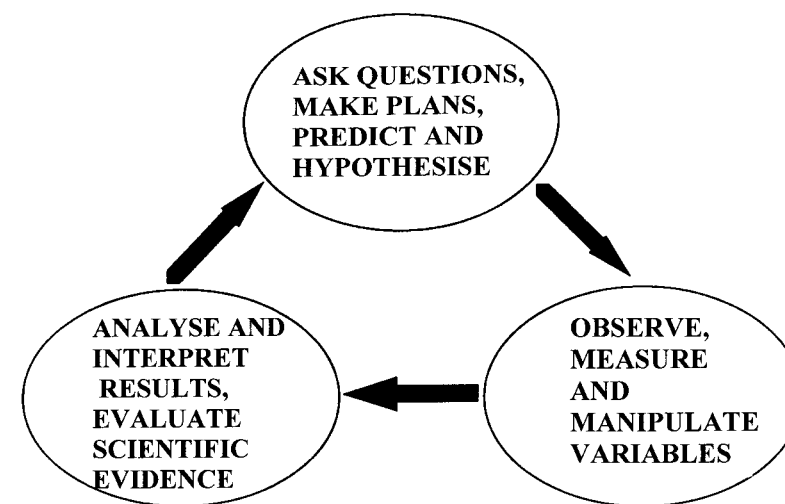 ASK QUESTIONS,
MAKE PLANS,
PREDICT AND
HYPOTHESISE
OBSERVE,
MEASURE
AND
MANIPULATE
VARIABLES
ANALYSE AND
INTERPRET
RESULTS,
EVALUATE
SCIENTIFIC
EVIDENCE